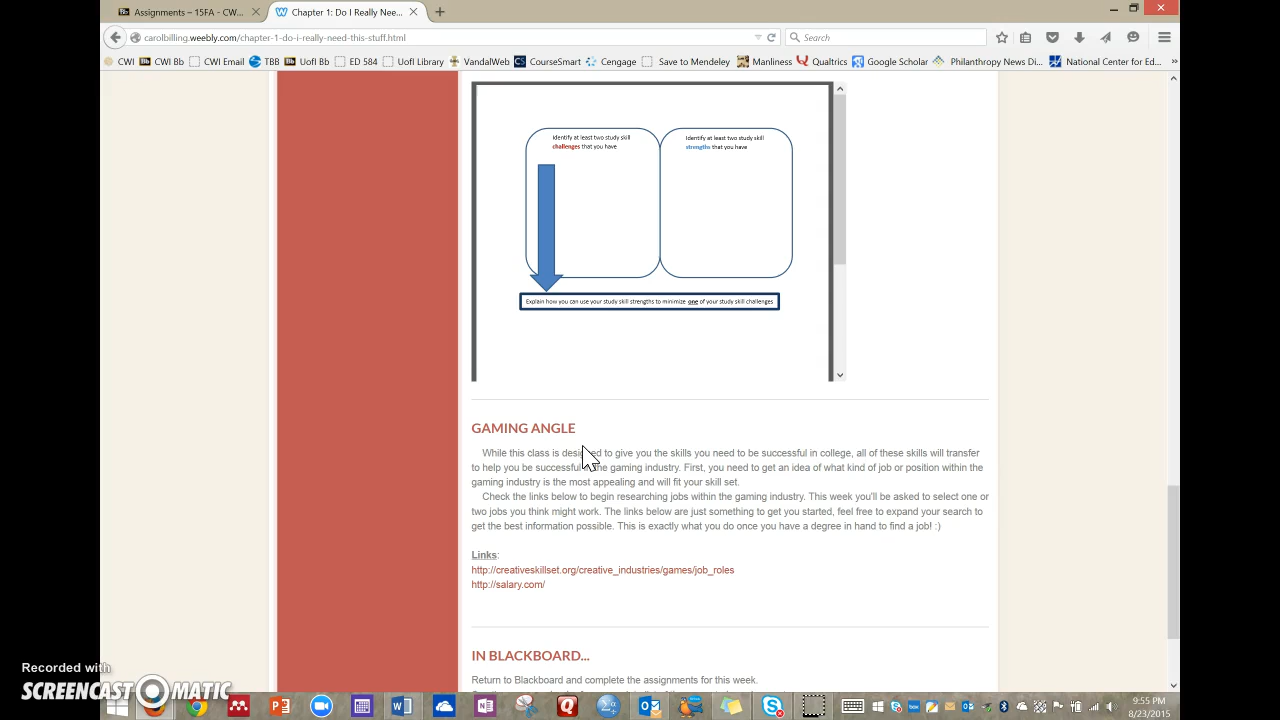 Assignments – 15FA - CW...
Chapter 1: Do I Really Nee...
carolbilling.weebly.com/chapter-1-do-i-really-need-this-stuff.html
Search
CWI
CWI Bb
CWI Email
TBB
UofI Bb
BD 584
UofI Library
VandalWeb
CourseSmart
Cengage
Save to Mendeley
Manliness
Qualtrics
Google Scholar
Philanthropy News Di...
National Center for Ed...
Identify at least two study skill
challenges that you have
Identify at least two study skill
strengths that you have
Explain how you can use your study skill strengths to minimize one of your study skill challenges
GAMING ANGLE
While this class is designed to give you the skills you need to be successful in college, all of these skills will transfer
to help you be successful the gaming industry. First, you need to get an idea of what kind of job or position within the
gaming industry is the most appealing and will fit your skill set.
Check the links below to begin researching jobs within the gaming industry. This week you'll be asked to select one or
two jobs you think might work. The links below are just something to get you started, feel free to expand your search to
get the best information possible. This is exactly what you do once you have a degree in hand to find a job! :)
Links:
http://creativeskillset.org/creative_industries/games/job_roles
http://salary.com/
IN BLACKBOARD...
Return to Blackboard and complete the assignments for this week.
Recorded with
SCREENCAST MATIC
9:55 PM
8/23/2015